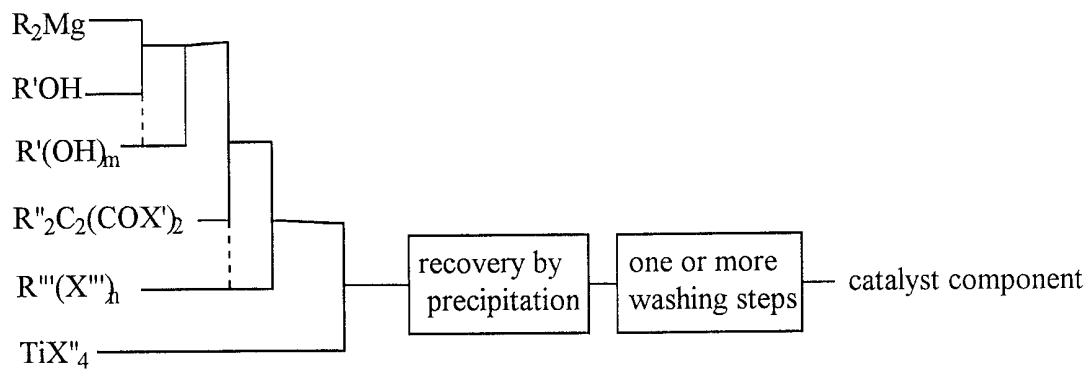 R₂Mg
R'OH
R'(OH)ₘ
R"₂C₂(COX')₂
R'''(X''')ₙ
TiX"₄
recovery by
precipitation
one or more
washing steps
catalyst component